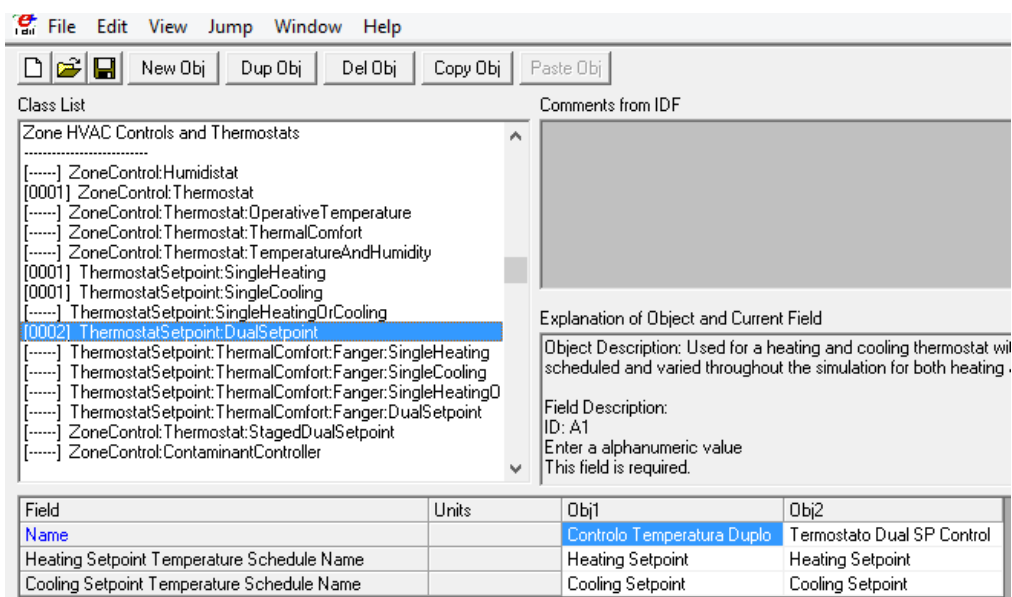 File Edit View Jump Window Help
New Obj Dup Obj Del Obj Copy Obj Paste Obj
Class List
Zone HVAC Controls and Thermostats
---------------------------
[------] ZoneControl:Humidistat
[0001] ZoneControl:Thermostat
[------] ZoneControl:Thermostat:OperativeTemperature
[------] ZoneControl:Thermostat:ThermalComfort
[------] ZoneControl:Thermostat:TemperatureAndHumidity
[0001] ThermostatSetpoint:SingleHeating
[0001] ThermostatSetpoint:SingleCooling
[------] ThermostatSetpoint:SingleHeatingOrCooling
[0002] ThermostatSetpoint:DualSetpoint
[------] ThermostatSetpoint:ThermalComfort:Fanger:SingleHeating
[------] ThermostatSetpoint:ThermalComfort:Fanger:SingleCooling
[------] ThermostatSetpoint:ThermalComfort:Fanger:SingleHeatingO
[------] ThermostatSetpoint:ThermalComfort:Fanger:DualSetpoint
[------] ZoneControl:Thermostat:StagedDualSetpoint
[------] ZoneControl:ContaminantController
Comments from IDF
Explanation of Object and Current Field
Object Description: Used for a heating and cooling thermostat wit
scheduled and varied throughout the simulation for both heating
Field Description:
ID: A1
Enter a alphanumeric value
This field is required.
Field Units Obj1 Obj2
Name Controlo Temperatura Duplo Termostato Dual SP Control
Heating Setpoint Temperature Schedule Name Heating Setpoint Heating Setpoint
Cooling Setpoint Temperature Schedule Name Cooling Setpoint Cooling Setpoint